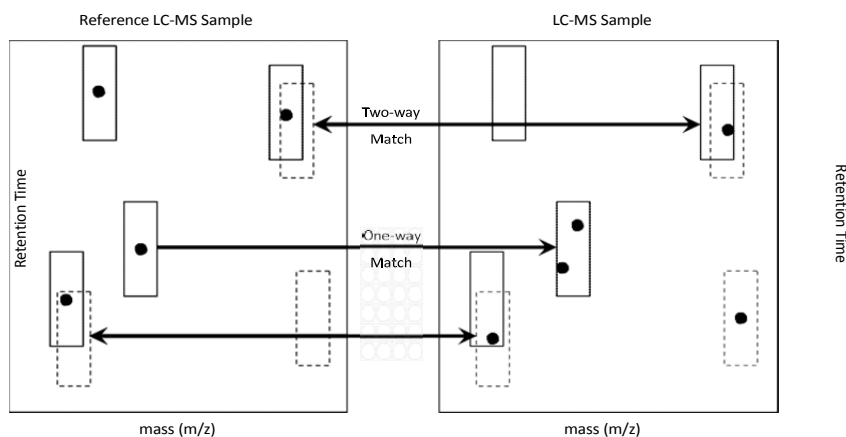 Reference LC-MS Sample
LC-MS Sample
Two-way
Match
One-way
Match
Retention Time
Retention Time
mass (m/z)
mass (m/z)